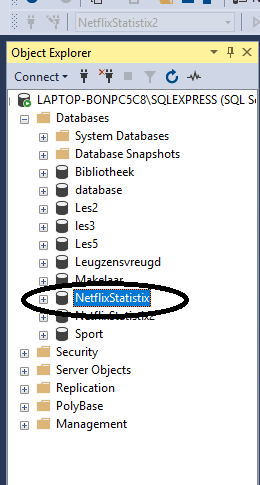 NetflixStatistix2
Object Explorer
Connect
LAPTOP-BONPC5C8\SQLEXPRESS (SQL Se
Databases
System Databases
Database Snapshots
Bibliotheek
database
Les2
les3
Les5
Leugzensvreugd
Makelaar
NetflixStatistix
NetflixStatistix2
Sport
Security
Server Objects
Replication
PolyBase
Management